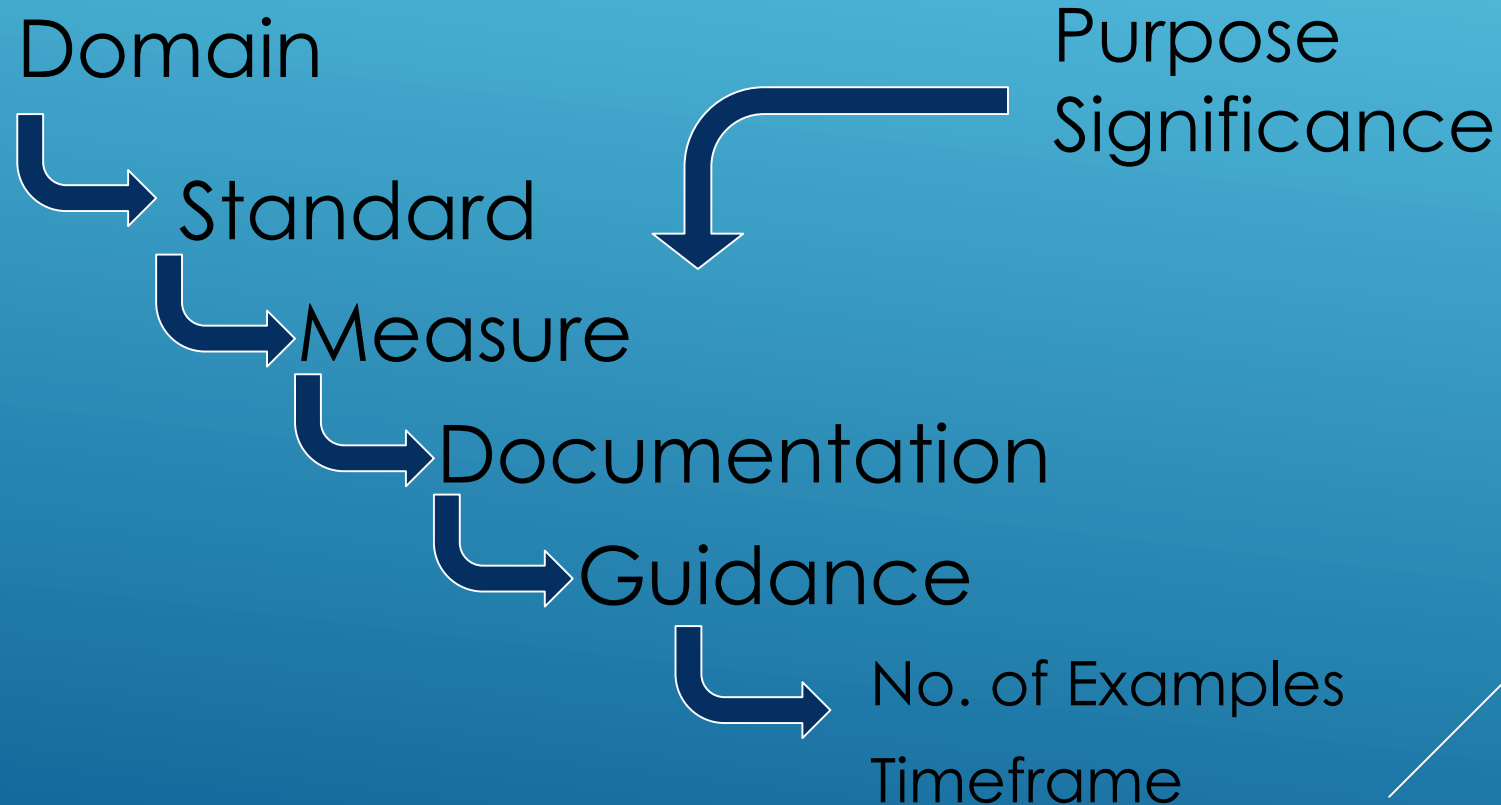 Domain
Purpose
Significance
Standard
Measure
Documentation
Guidance
No. of Examples
Timeframe